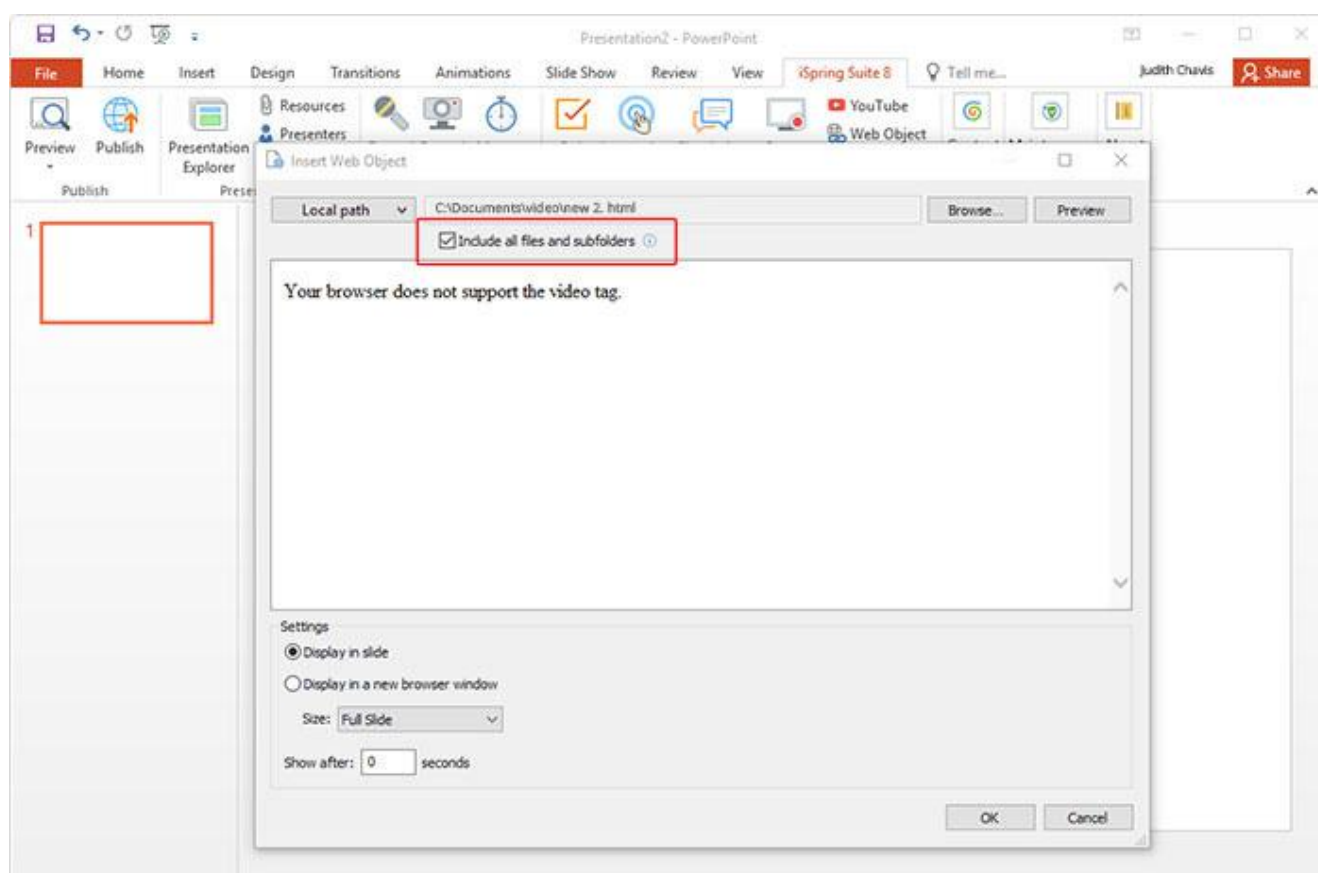 Presentation2 - PowerPoint
File Home Insert Design Transitions Animations Slide Show Review View iSpring Suite 8 Tell me... Judith Chavis Share
Resources YouTube
Presenters Web Object
Preview Publish Presentation Explorer
Publish
Insert Web Object
Local path C:\Documents\video\new 2. html Browse... Preview
Include all files and subfolders
1
Your browser does not support the video tag.
Settings
Display in slide
Display in a new browser window
Size: Full Slide
Show after: 0 seconds
OK Cancel